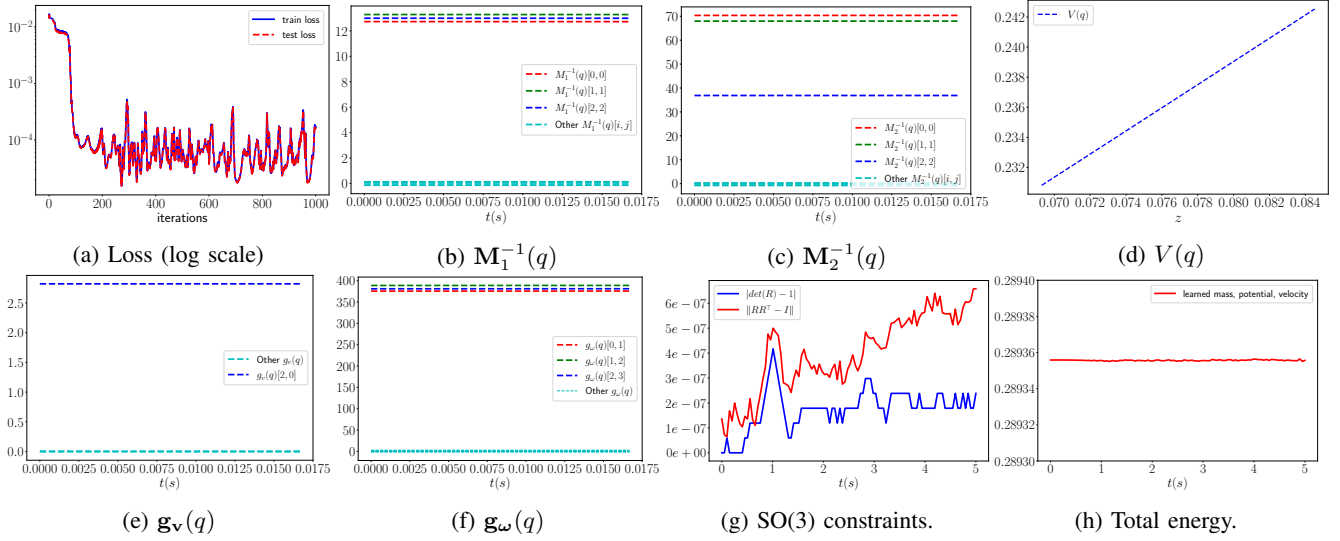 10^{-2}
10^{-3}
10^{-4}
0 200 400 600 800 1000
iterations
train loss
test loss
(a) Loss (log scale)
12
10
8
6
4
2
0
0.0000 0.0025 0.0050 0.0075 0.0100 0.0125 0.0150 0.0175
t(s)
M_1^{-1}(q)[0, 0]
M_1^{-1}(q)[1, 1]
M_1^{-1}(q)[2, 2]
Other M_1^{-1}(q)[i, j]
(b) M_1^{-1}(q)
70
60
50
40
30
20
10
0
0.0000 0.0025 0.0050 0.0075 0.0100 0.0125 0.0150 0.0175
t(s)
M_2^{-1}(q)[0, 0]
M_2^{-1}(q)[1, 1]
M_2^{-1}(q)[2, 2]
Other M_2^{-1}(q)[i, j]
(c) M_2^{-1}(q)
0.242
0.240
0.238
0.236
0.234
0.232
0.070 0.072 0.074 0.076 0.078 0.080 0.082 0.084
z
V(q)
(d) V(q)
2.5
2.0
1.5
1.0
0.5
0.0
0.0000 0.0025 0.0050 0.0075 0.0100 0.0125 0.0150 0.0175
t(s)
Other g_v(q)
g_v(q)[2, 0]
(e) g_v(q)
400
350
300
250
200
150
100
50
0
0.0000 0.0025 0.0050 0.0075 0.0100 0.0125 0.0150 0.0175
t(s)
g_ω(q)[0, 1]
g_ω(q)[1, 2]
g_ω(q)[2, 3]
Other g_ω(q)
(f) g_ω(q)
6e−07
5e−07
4e−07
3e−07
2e−07
1e−07
0e+00
0 1 2 3 4 5
t(s)
|det(R) − 1|
‖RR^⊤ − I‖
(g) SO(3) constraints.
0.28940
0.28938
0.28936
0.28934
0.28932
0.28930
0 1 2 3 4 5
t(s)
learned mass, potential, velocity
(h) Total energy.